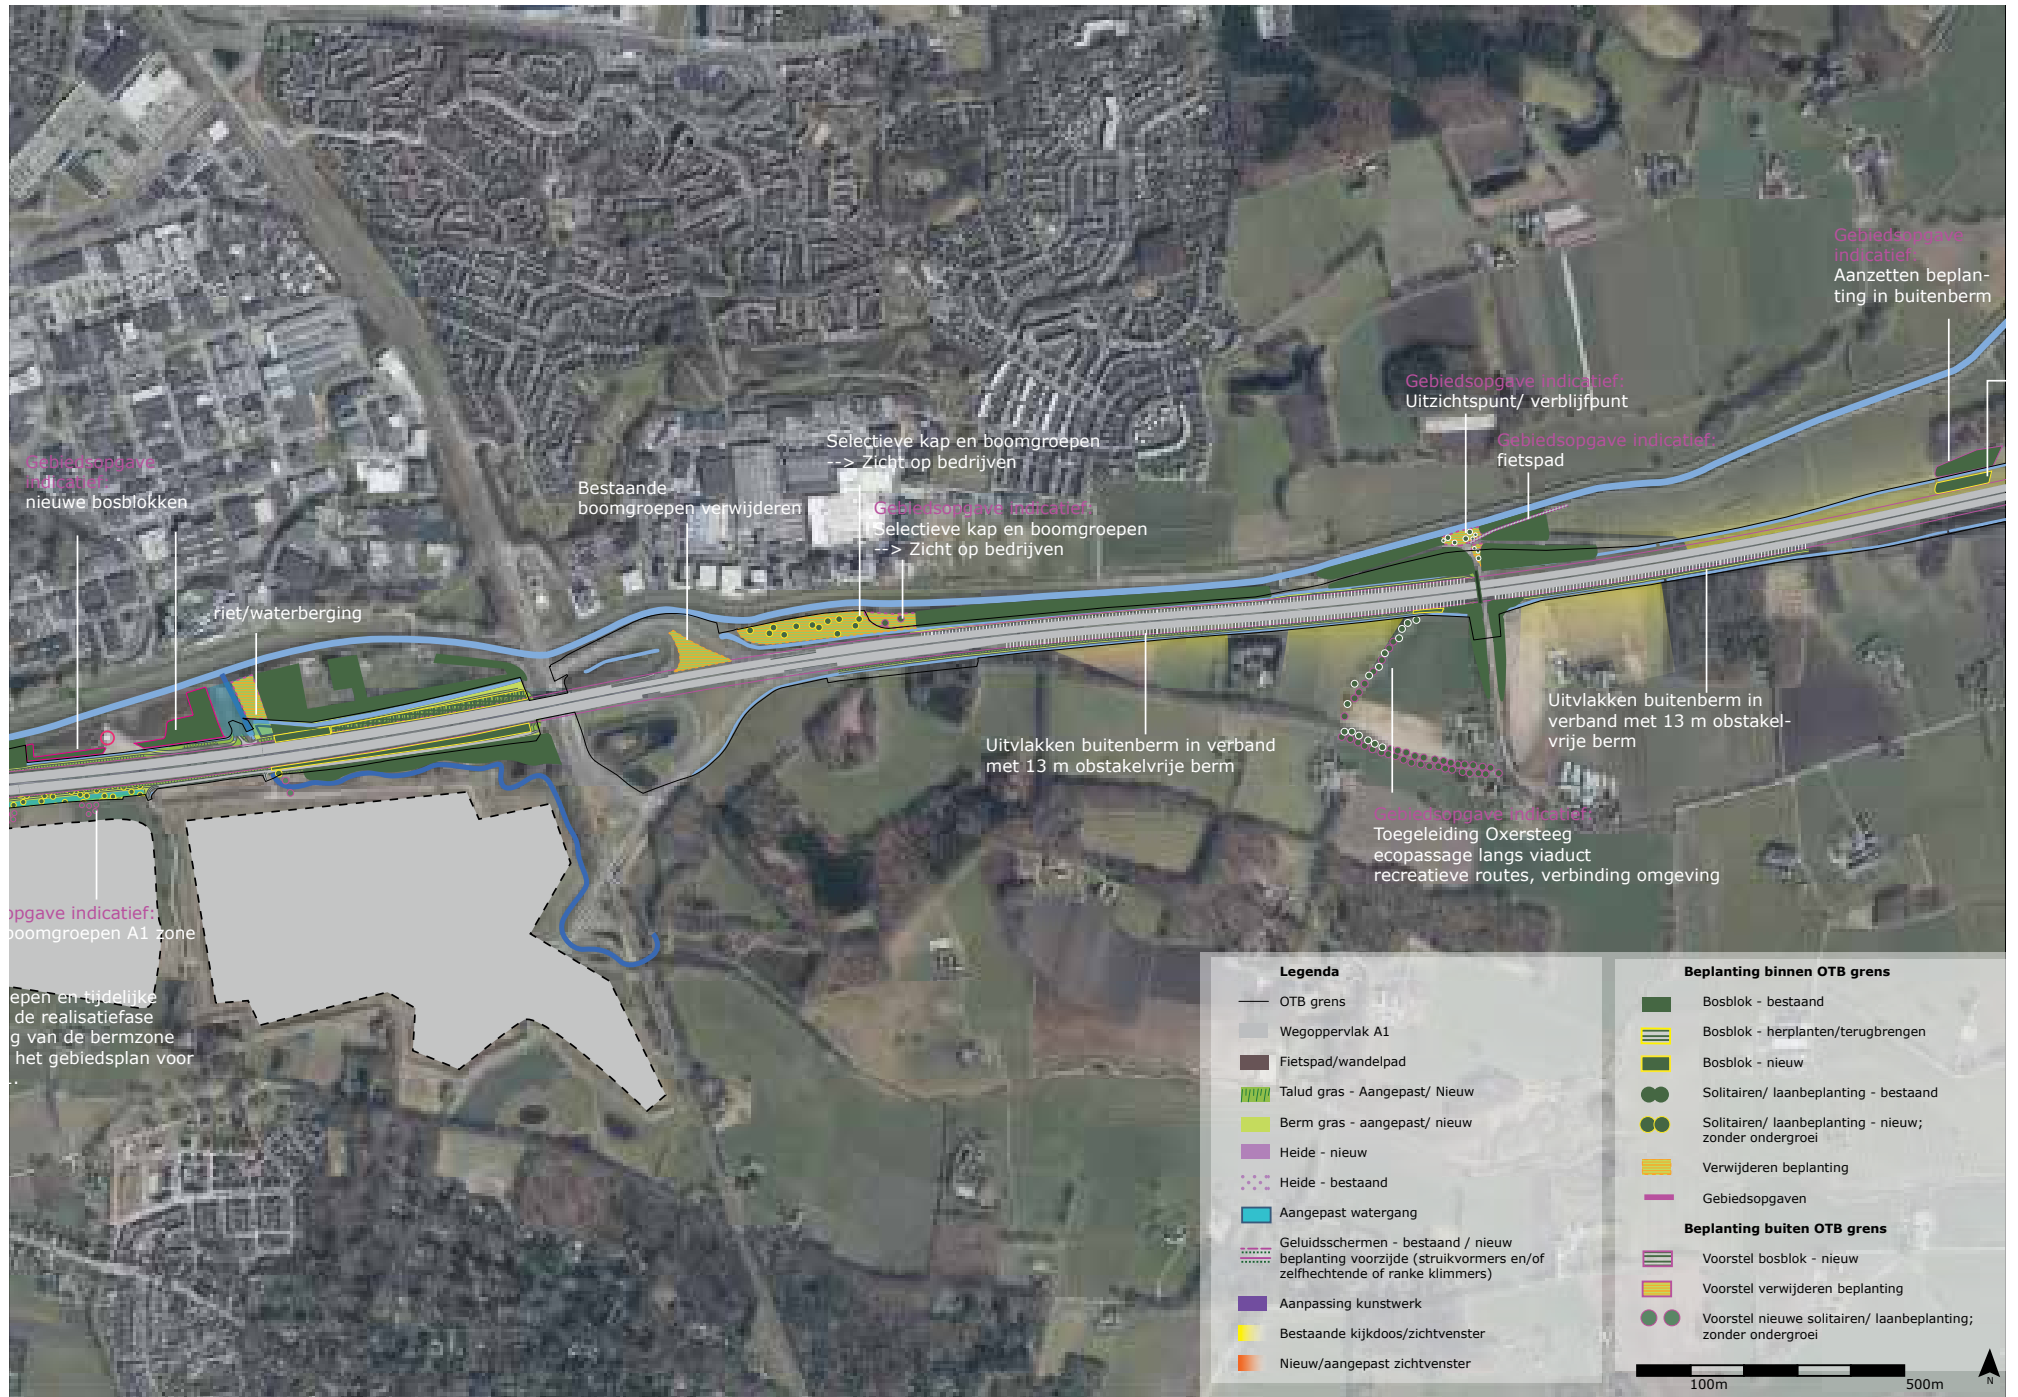 Gebiedsopgave
indicatief:
Aanzetten beplan-
ting in buitenberm
Gebiedsopgave indicatief:
Uitzichtspunt/ verblijfpunt
Gebiedsopgave indicatief:
fietspad
Selectieve kap en boomgroepen
--> Zicht op bedrijven
Gebiedsopgave
indicatief:
nieuwe bosblokken
Bestaande
boomgroepen verwijderen
Gebiedsopgave indicatief:
Selectieve kap en boomgroepen
--> Zicht op bedrijven
riet/waterberging
Uitvlakken buitenberm in
verband met 13 m obstakel-
vrije berm
Uitvlakken buitenberm in verband
met 13 m obstakelvrije berm
Gebiedsopgave indicatief:
Toegeleiding Oxersteeg
ecopassage langs viaduct
recreatieve routes, verbinding omgeving
opgave indicatief:
boomgroepen A1 zone
epen en tijdelijke
de realisatiefase
g van de bermzone
het gebiedsplan voor
..
Legenda
OTB grens
Wegoppervlak A1
Fietspad/wandelpad
Talud gras - Aangepast/ Nieuw
Berm gras - aangepast/ nieuw
Heide - nieuw
Heide - bestaand
Aangepast watergang
Geluidsschermen - bestaand / nieuw
beplanting voorzijde (struikvormers en/of
zelfhechtende of ranke klimmers)
Aanpassing kunstwerk
Bestaande kijkdoos/zichtvenster
Nieuw/aangepast zichtvenster
Beplanting binnen OTB grens
Bosblok - bestaand
Bosblok - herplanten/terugbrengen
Bosblok - nieuw
Solitairen/ laanbeplanting - bestaand
Solitairen/ laanbeplanting - nieuw;
zonder ondergroei
Verwijderen beplanting
Gebiedsopgaven
Beplanting buiten OTB grens
Voorstel bosblok - nieuw
Voorstel verwijderen beplanting
Voorstel nieuwe solitairen/ laanbeplanting;
zonder ondergroei
100m 500m
N